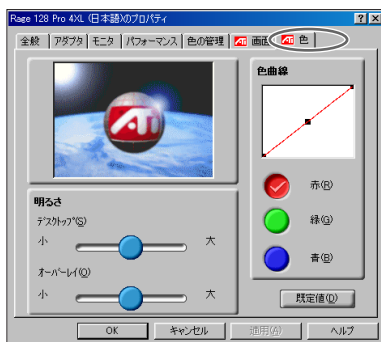 Rage 128 Pro 4XL (日本語)のプロパティ
全般 アダプタ モニタ パフォーマンス 色の管理 ATI 画面 ATI 色
ATI
色曲線
赤(R)
緑(G)
青(B)
明るさ
デスクトップ(S)
小 大
オーバーレイ(O)
小 大
既定値(D)
OK キャンセル 適用(A) ヘルプ